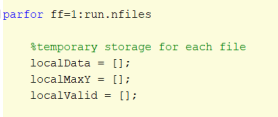 parfor ff=1:run.nfiles
%temporary storage for each file
localData = [];
localMaxY = [];
localValid = [];